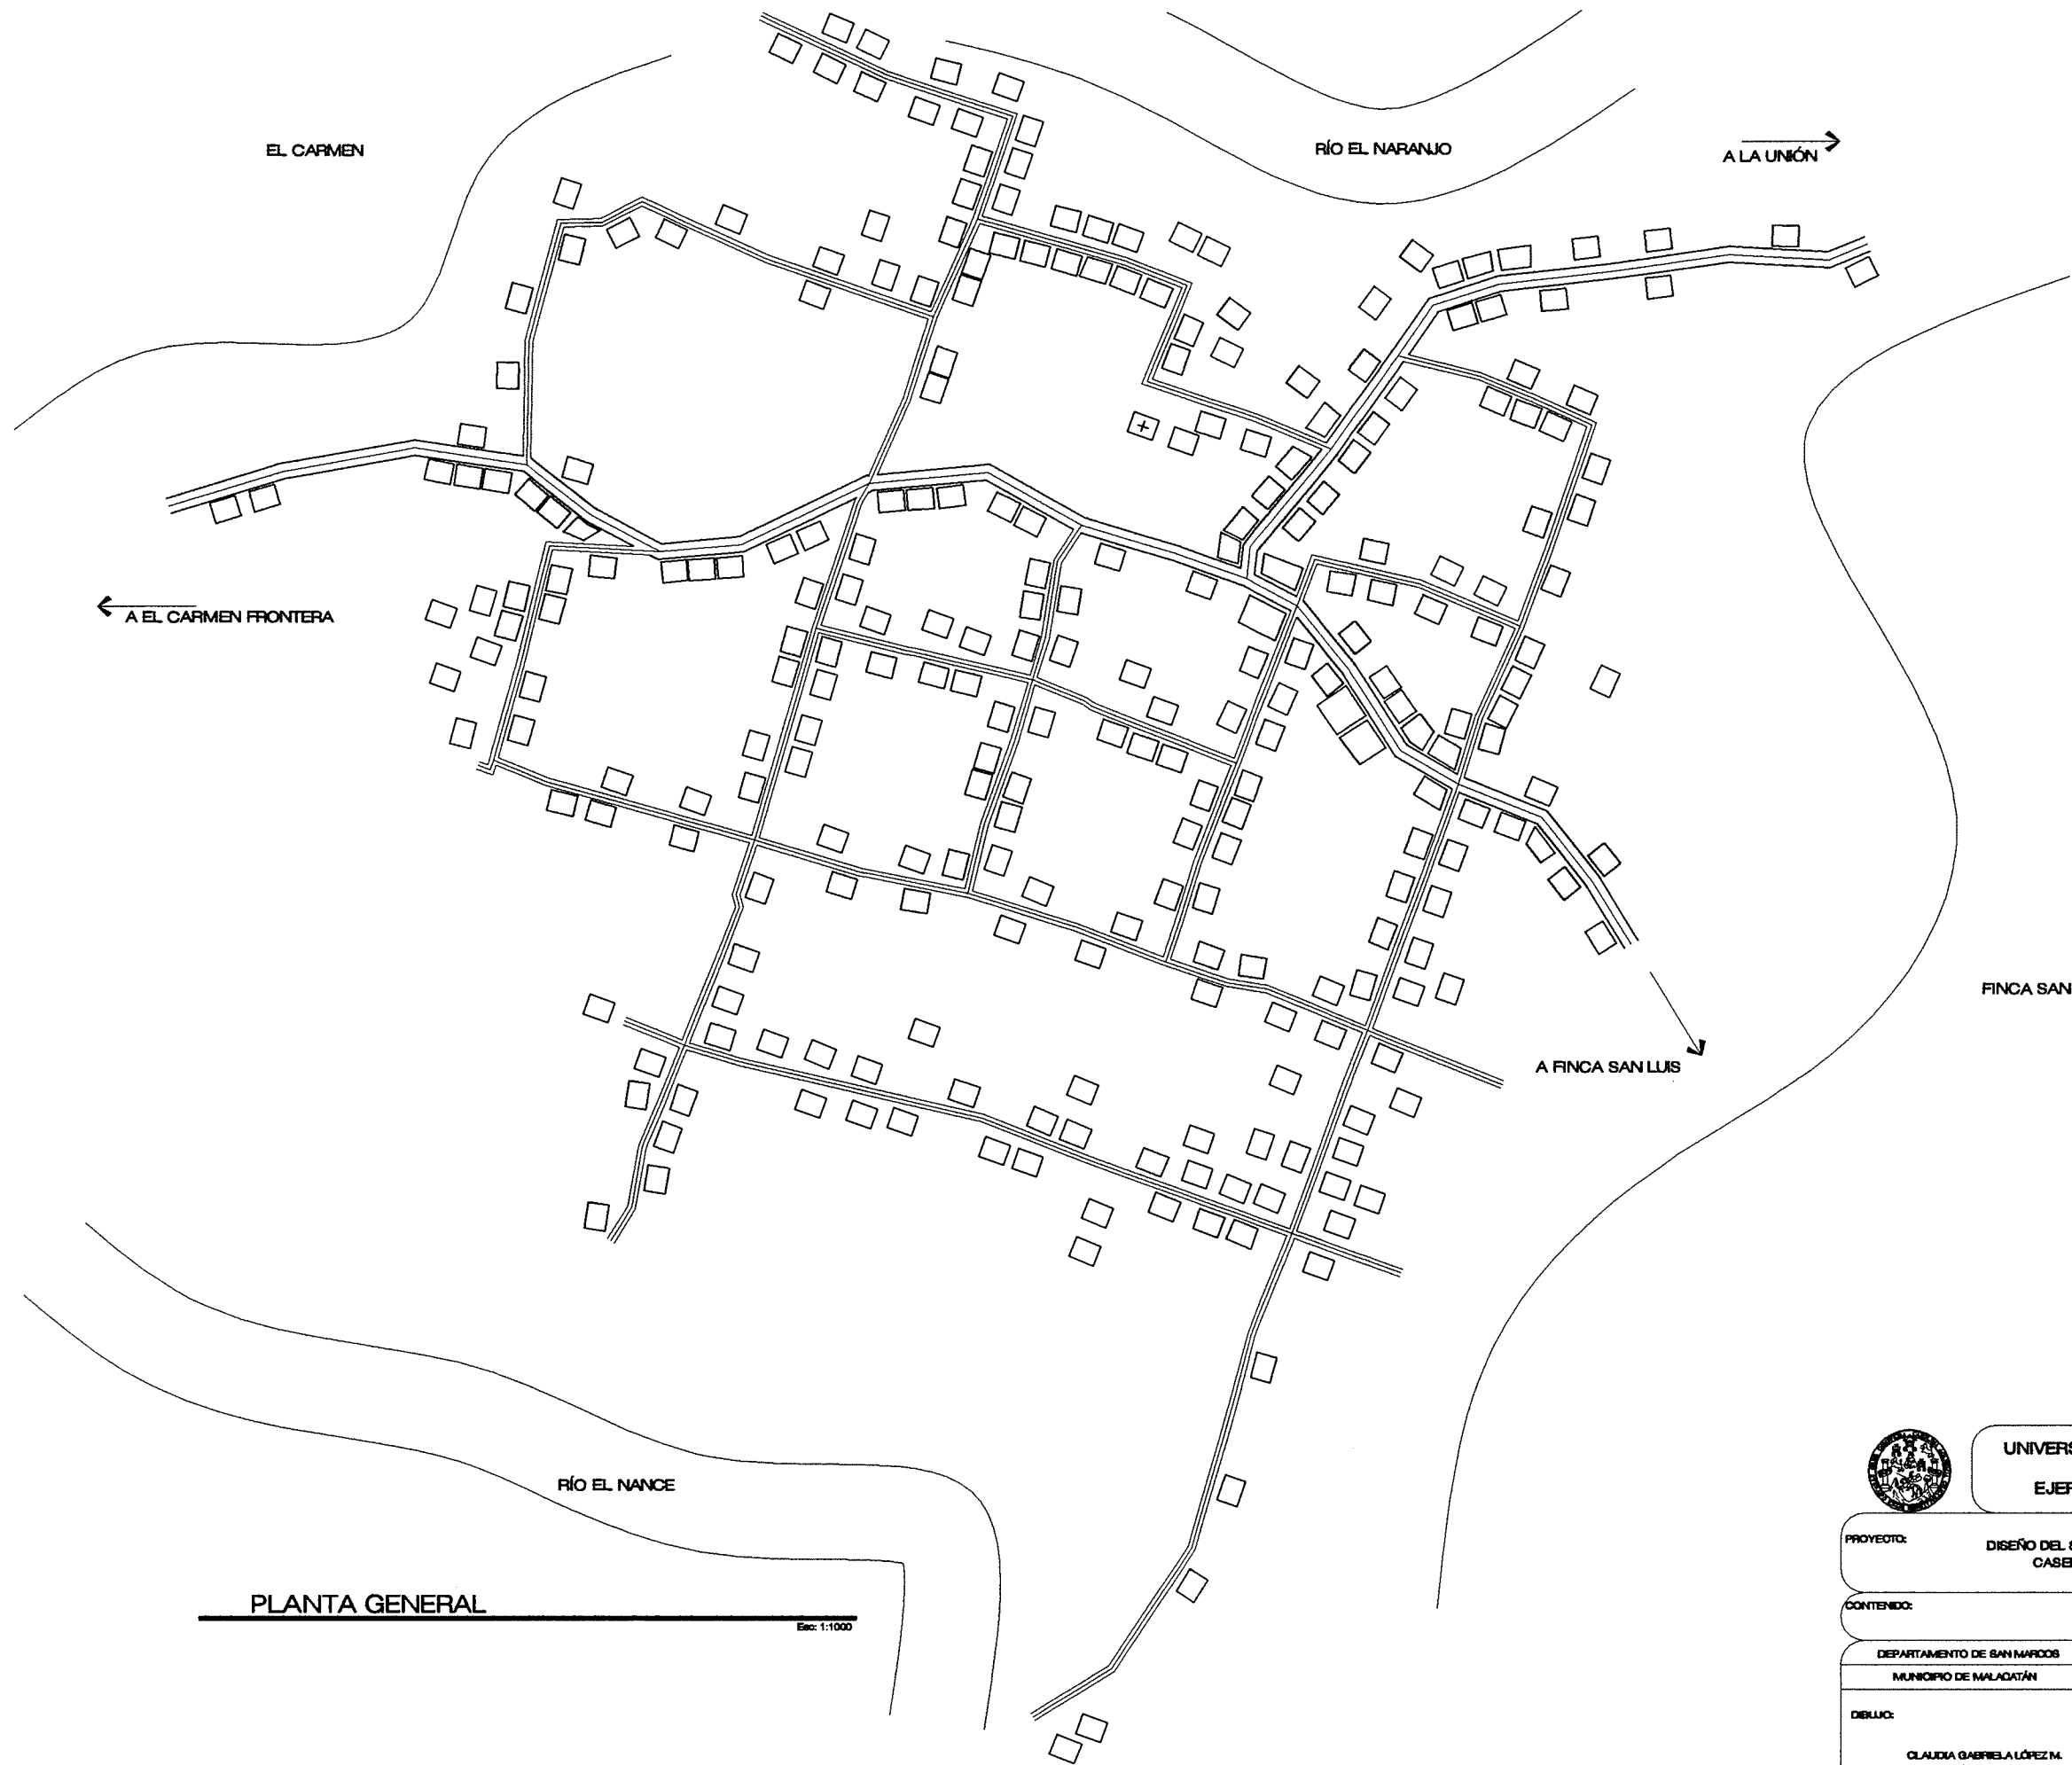 EL CARMEN
RÍO EL NARANJO
A LA UNIÓN
A EL CARMEN FRONTERA
FINCA SAN
A FINCA SAN LUIS
RÍO EL NANCE
PLANTA GENERAL
Esc: 1:1000
UNIVERS
EJER
PROYECTO:
DISEÑO DEL S
CASE
CONTENIDO:
DEPARTAMENTO DE SAN MARCOS
MUNICIPIO DE MALACATÁN
DIBUJO:
CLAUDIA GABRIELA LÓPEZ M.